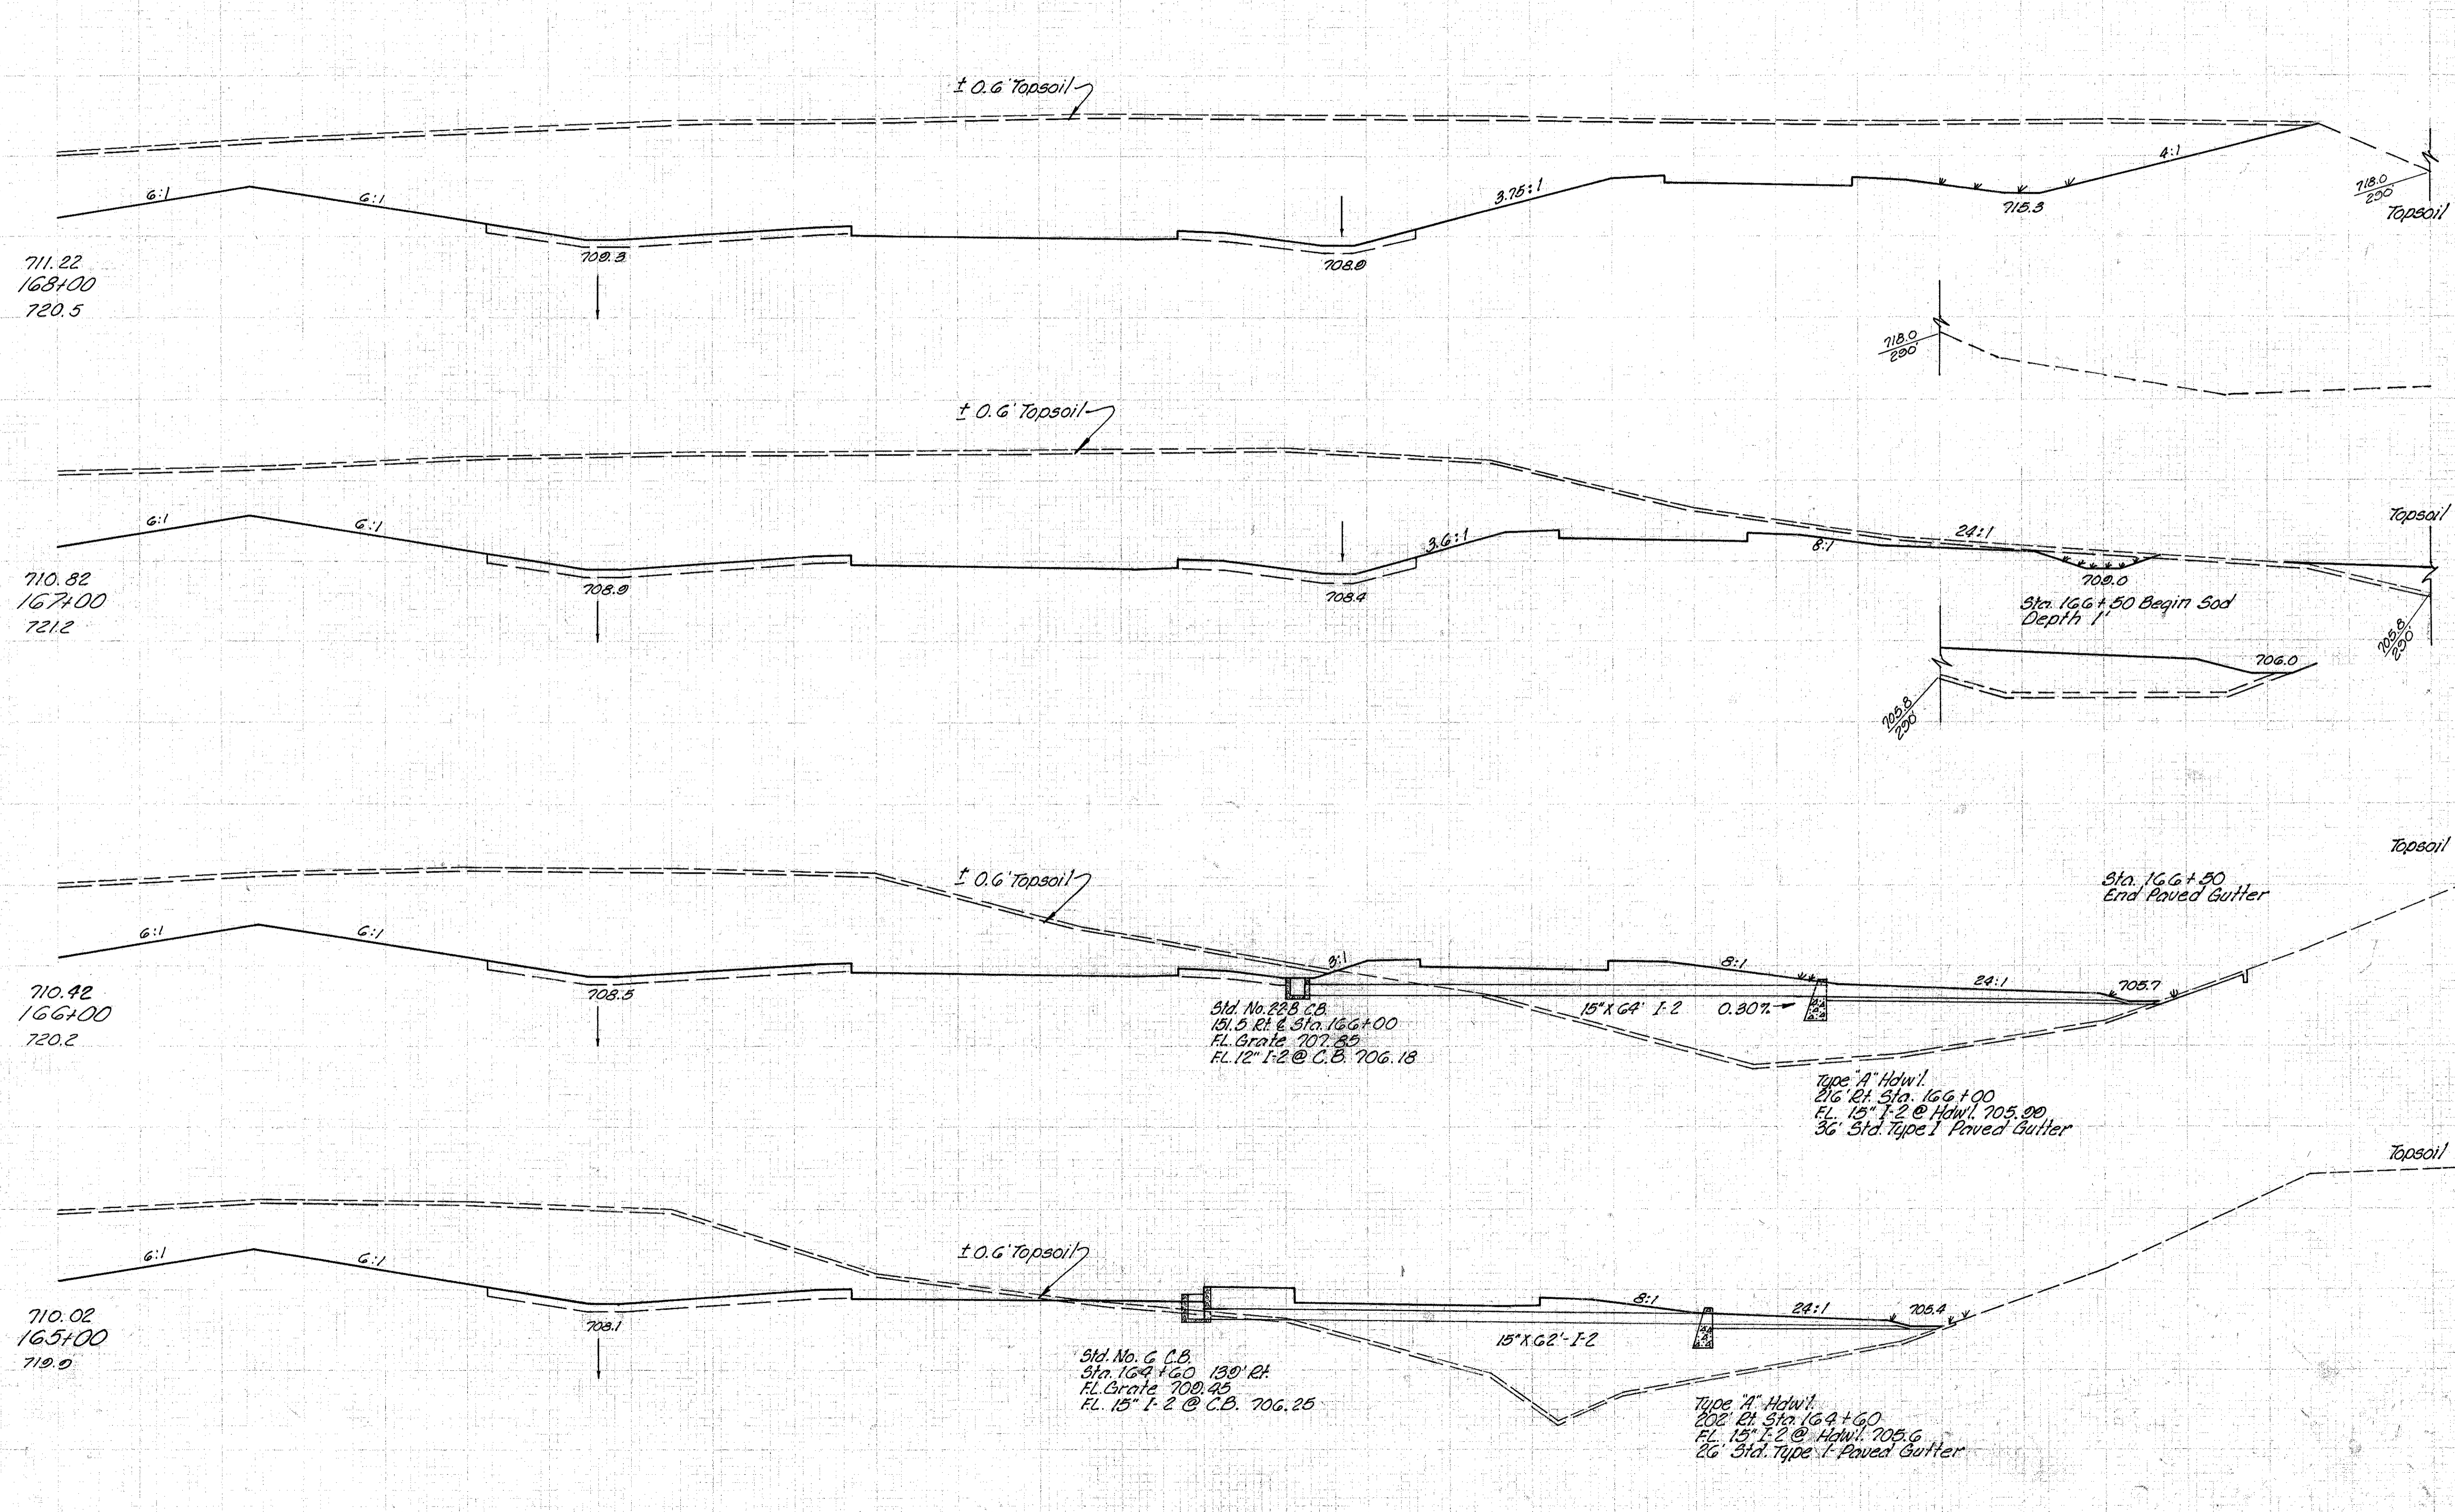 ± 0.6' Topsoil
6:1
6:1
3.75:1
4:1
718.0
290'
Topsoil
709.3
708.9
715.3
711.22
168+00
720.5
718.0
290'
± 0.6' Topsoil
6:1
6:1
3.6:1
8:1
24:1
Topsoil
708.9
708.4
709.0
710.82
167+00
721.2
Sta. 166+50 Begin Sod
Depth 1'
705.8
290'
706.0
705.8
290'
Topsoil
± 0.6' Topsoil
Sta. 166+50
End Paved Gutter
6:1
6:1
3:1
8:1
24:1
705.7
708.5
710.42
166+00
720.2
Std. No. 22B C.B.
151.5 Rt. ℄ Sta. 166+00
F.L. Grate 707.85
F.L. 12" I-2 @ C.B. 706.18
15" X 64' I-2 0.30%
Type "A" Hdw'l.
216' Rt. Sta. 166+00
F.L. 15" I-2 @ Hdw'l. 705.99
36' Std. Type 1 Paved Gutter
Topsoil
± 0.6' Topsoil
6:1
6:1
8:1
24:1
705.4
708.1
710.02
165+00
719.9
15" X 62' - I-2
Std. No. 6 C.B.
Sta. 164+60 139' Rt.
F.L. Grate 709.45
F.L. 15" I-2 @ C.B. 706.25
Type "A" Hdw'l.
202' Rt. Sta. 164+60
F.L. 15" I-2 @ Hdw'l. 705.6
26' Std. Type 1 Paved Gutter